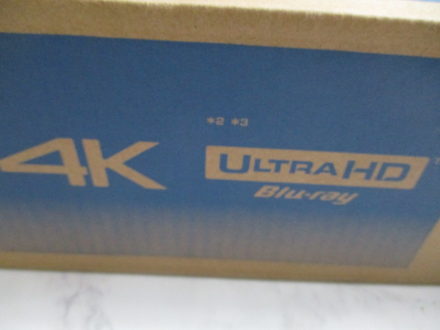 *2 *3
4K ULTRA HD
Blu-ray